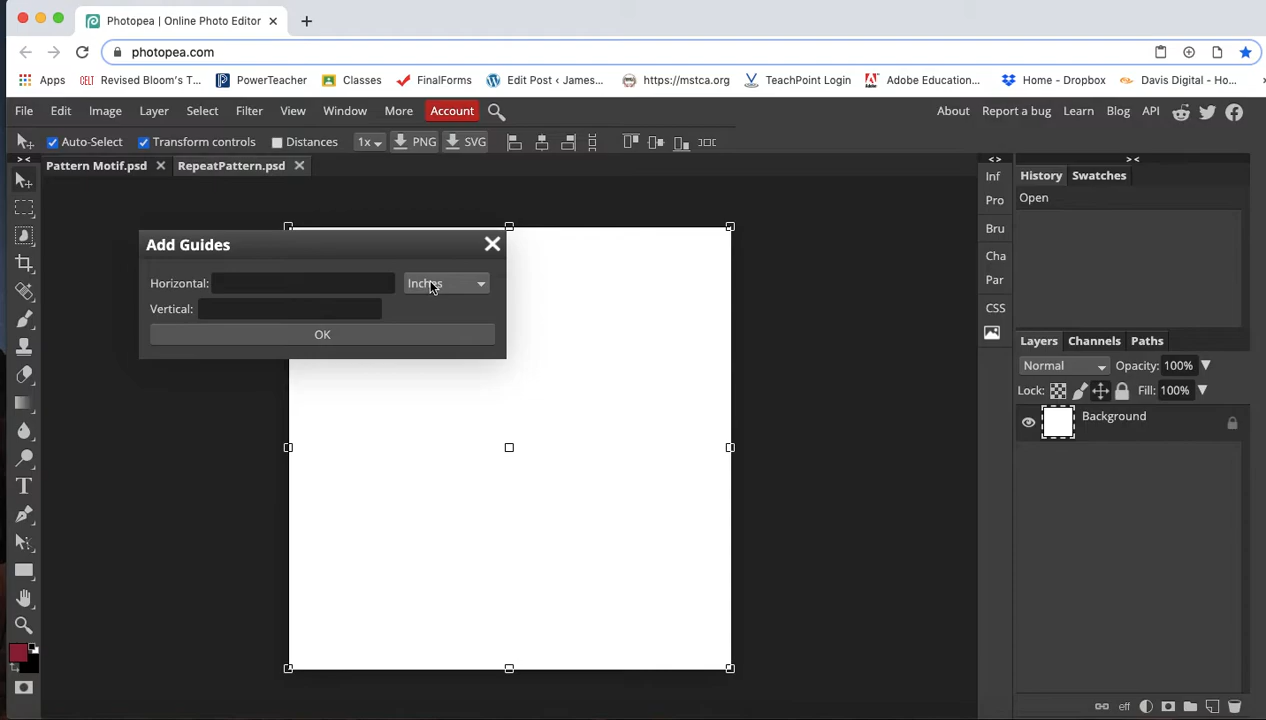 Photopea | Online Photo Editor
photopea.com
Apps CELT Revised Bloom's T... PowerTeacher Classes FinalForms Edit Post ‹ James... https://mstca.org TeachPoint Login Adobe Education... Home - Dropbox Davis Digital - Ho...
File Edit Image Layer Select Filter View Window More Account About Report a bug Learn Blog API
Auto-Select Transform controls Distances 1x PNG SVG
Pattern Motif.psd RepeatPattern.psd
Add Guides
Horizontal: Inches
Vertical:
OK
Inf
Pro
Bru
Cha
Par
CSS
History Swatches
Open
Layers Channels Paths
Normal Opacity: 100%
Lock: Fill: 100%
Background
eff